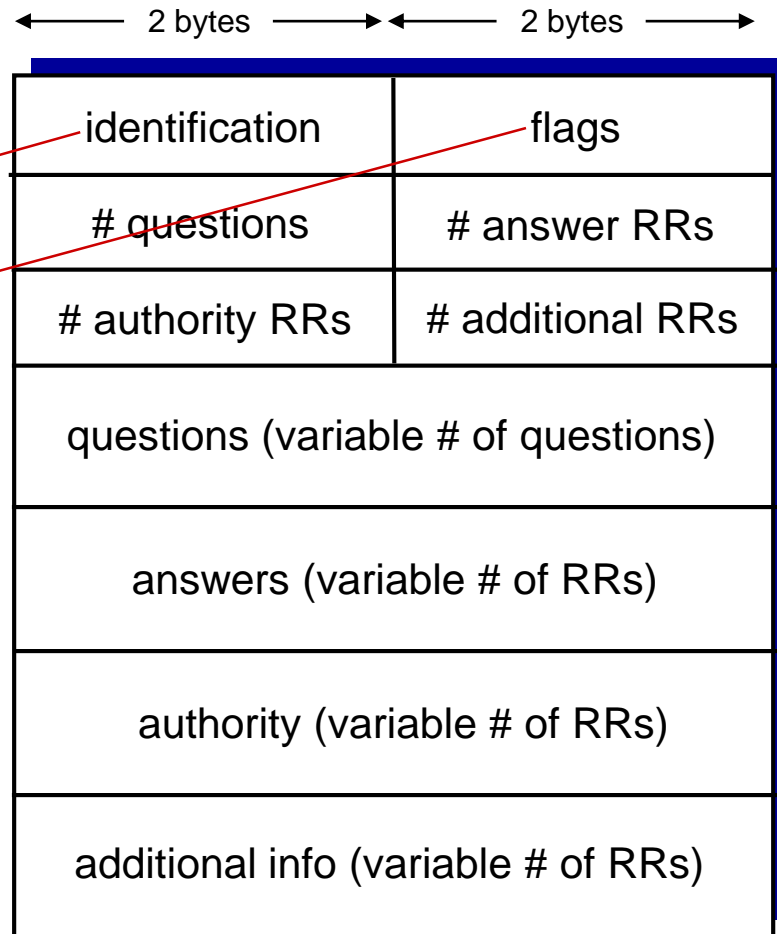 2 bytes 2 bytes
identification flags
# questions # answer RRs
# authority RRs # additional RRs
questions (variable # of questions)
answers (variable # of RRs)
authority (variable # of RRs)
additional info (variable # of RRs)